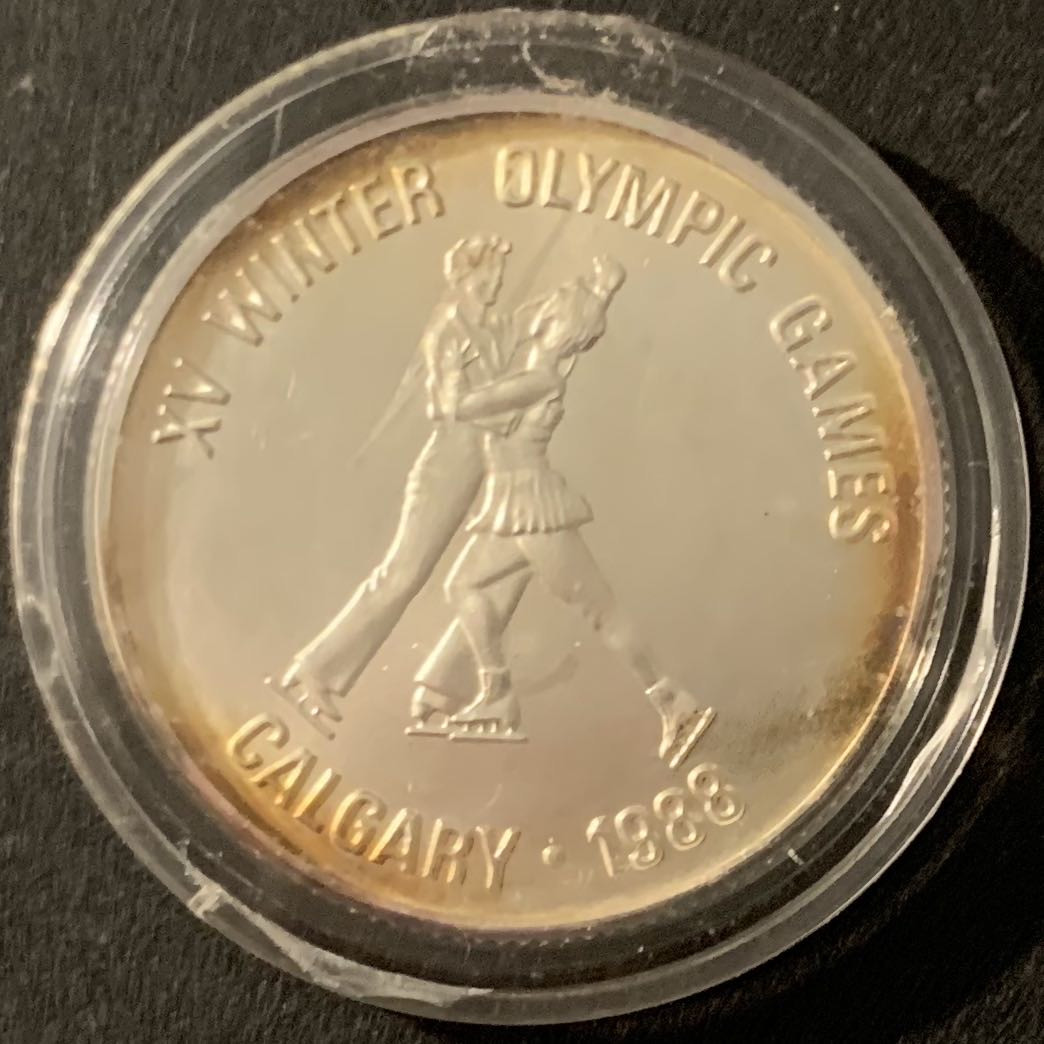 XV WINTER OLYMPIC GAMES
CALGARY · 1988